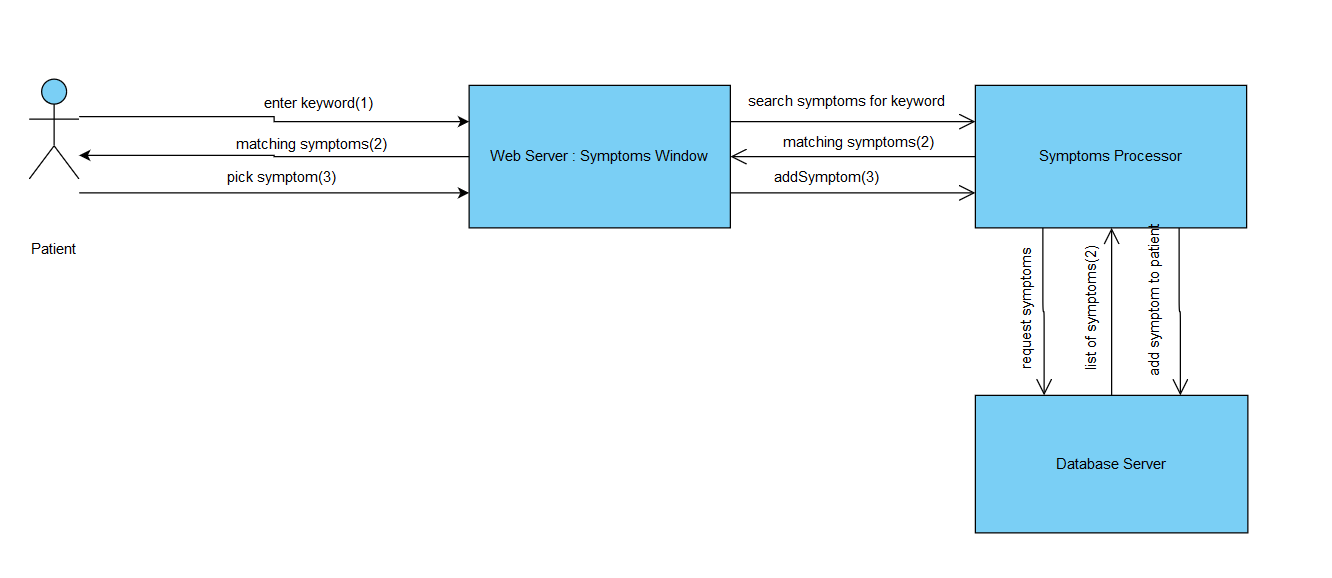 enter keyword(1)
search symptoms for keyword
matching symptoms(2)
matching symptoms(2)
Web Server : Symptoms Window
Symptoms Processor
pick symptom(3)
addSymptom(3)
Patient
request symptoms
list of symptoms(2)
add symptom to patient
Database Server